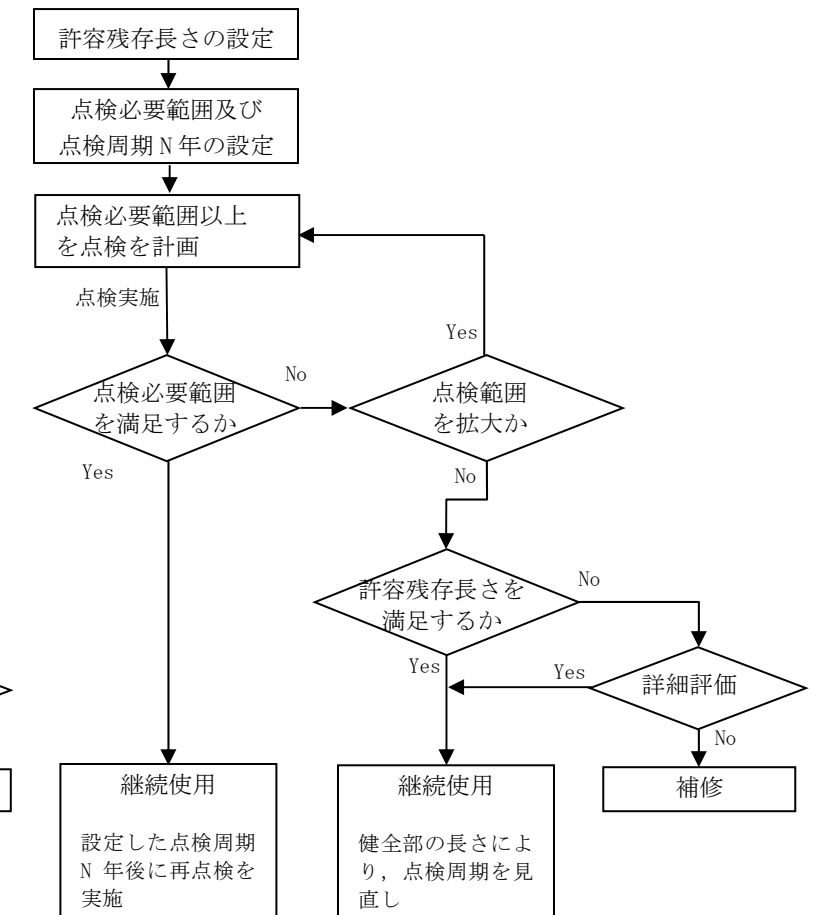 許容残存長さの設定
点検必要範囲及び
点検周期N年の設定
点検必要範囲以上
を点検を計画
点検実施
点検必要範囲
を満足するか
No
Yes
点検範囲
を拡大か
Yes
No
許容残存長さを
満足するか
No
Yes
詳細評価
Yes
No
補修
継続使用
設定した点検周期
N 年後に再点検を
実施
継続使用
健全部の長さによ
り，点検周期を見
直し